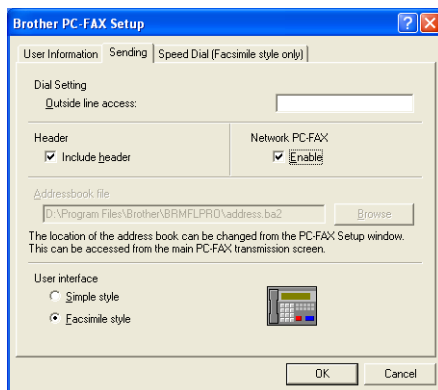 Brother PC-FAX Setup
User Information Sending Speed Dial (Facsimile style only)
Dial Setting
Outside line access:
Header Network PC-FAX
Include header Enable
Addressbook file
D:\Program Files\Brother\BRMFLPRO\address.ba2 Browse
The location of the address book can be changed from the PC-FAX Setup window.
This can be accessed from the main PC-FAX transmission screen.
User interface
Simple style
Facsimile style
OK Cancel